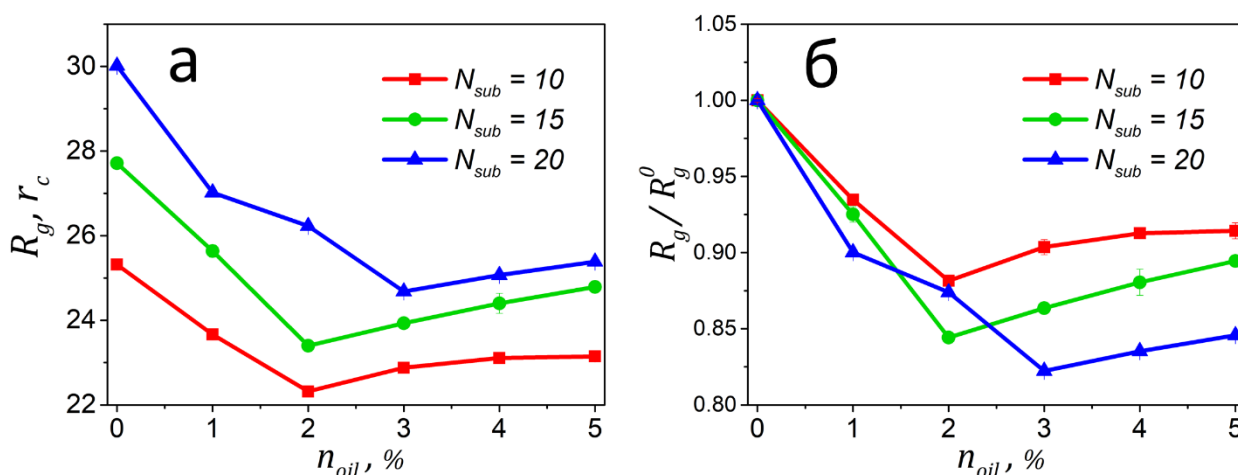 а
R_g, r_c
30
28
26
24
22
N_sub = 10
N_sub = 15
N_sub = 20
0 1 2 3 4 5
n_oil, %
б
R_g / R_g^0
1.05
1.00
0.95
0.90
0.85
0.80
N_sub = 10
N_sub = 15
N_sub = 20
0 1 2 3 4 5
n_oil, %